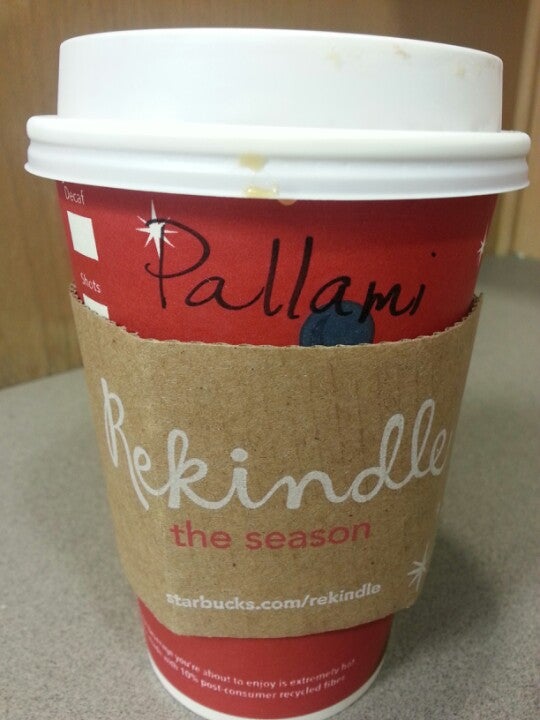 Decaf
Shots
Pallami
Rekindle
the season
starbucks.com/rekindle
you're about to enjoy is extremely hot
with 10% post-consumer recycled fiber